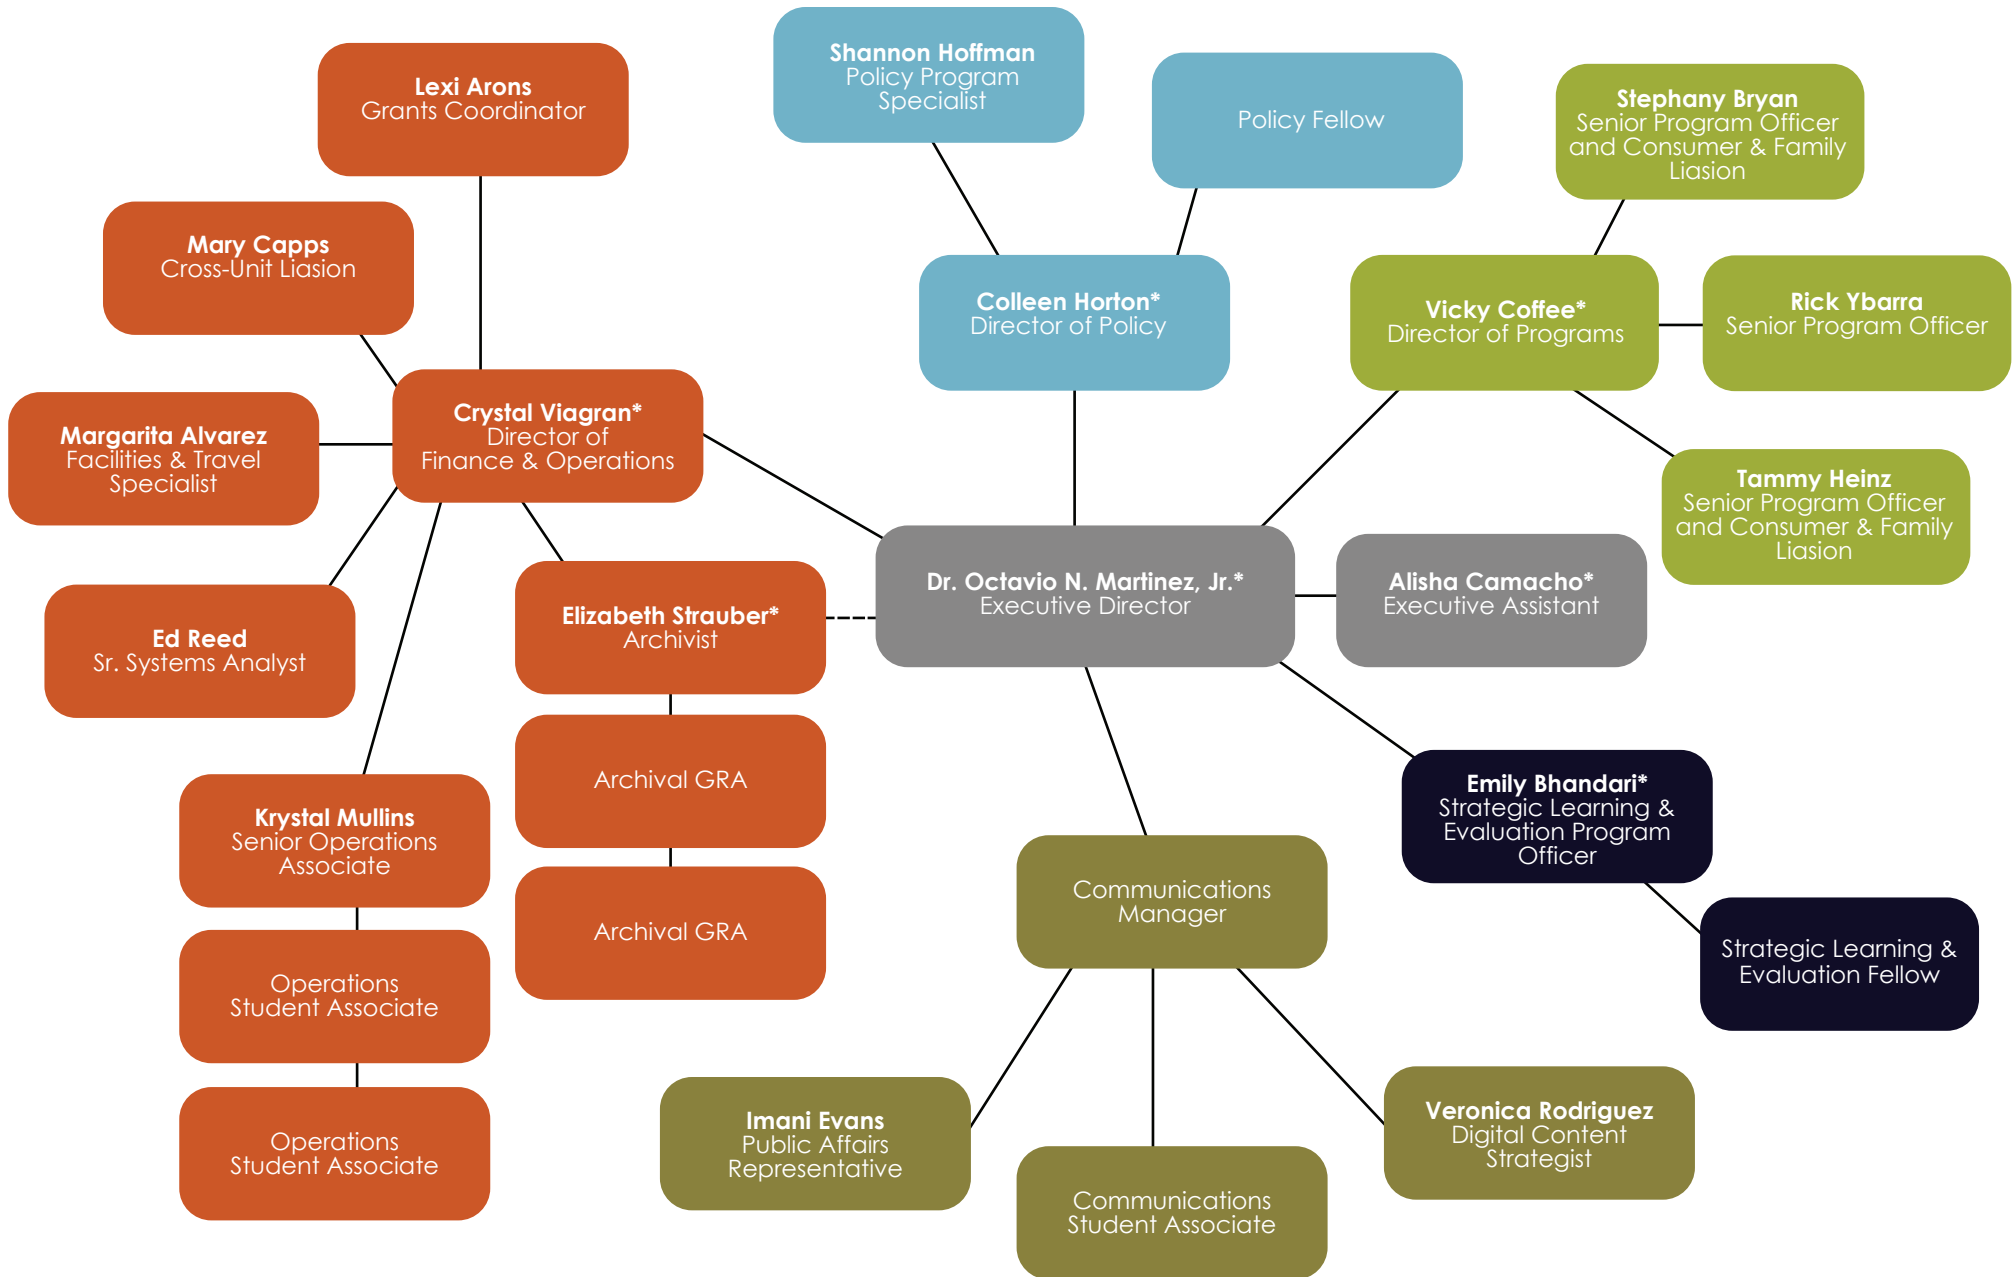 Shannon Hoffman
Policy Program
Specialist
Lexi Arons
Grants Coordinator
Policy Fellow
Stephany Bryan
Senior Program Officer
and Consumer & Family
Liasion
Mary Capps
Cross-Unit Liasion
Colleen Horton*
Director of Policy
Vicky Coffee*
Director of Programs
Rick Ybarra
Senior Program Officer
Crystal Viagran*
Director of
Finance & Operations
Margarita Alvarez
Facilities & Travel
Specialist
Tammy Heinz
Senior Program Officer
and Consumer & Family
Liasion
Dr. Octavio N. Martinez, Jr.*
Executive Director
Alisha Camacho*
Executive Assistant
Elizabeth Strauber*
Archivist
Ed Reed
Sr. Systems Analyst
Archival GRA
Krystal Mullins
Senior Operations
Associate
Emily Bhandari*
Strategic Learning &
Evaluation Program
Officer
Communications
Manager
Archival GRA
Strategic Learning &
Evaluation Fellow
Operations
Student Associate
Imani Evans
Public Affairs
Representative
Veronica Rodriguez
Digital Content
Strategist
Operations
Student Associate
Communications
Student Associate